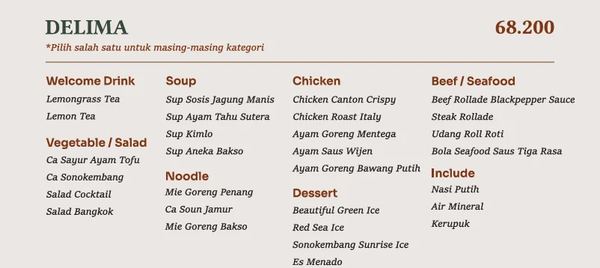 DELIMA
68.200
*Pilih salah satu untuk masing-masing kategori
Welcome Drink
Lemongrass Tea
Lemon Tea
Vegetable / Salad
Ca Sayur Ayam Tofu
Ca Sonokembang
Salad Cocktail
Salad Bangkok
Soup
Sup Sosis Jagung Manis
Sup Ayam Tahu Sutera
Sup Kimlo
Sup Aneka Bakso
Noodle
Mie Goreng Penang
Ca Soun Jamur
Mie Goreng Bakso
Chicken
Chicken Canton Crispy
Chicken Roast Italy
Ayam Goreng Mentega
Ayam Saus Wijen
Ayam Goreng Bawang Putih
Dessert
Beautiful Green Ice
Red Sea Ice
Sonokembang Sunrise Ice
Es Menado
Beef / Seafood
Beef Rollade Blackpepper Sauce
Steak Rollade
Udang Roll Roti
Bola Seafood Saus Tiga Rasa
Include
Nasi Putih
Air Mineral
Kerupuk